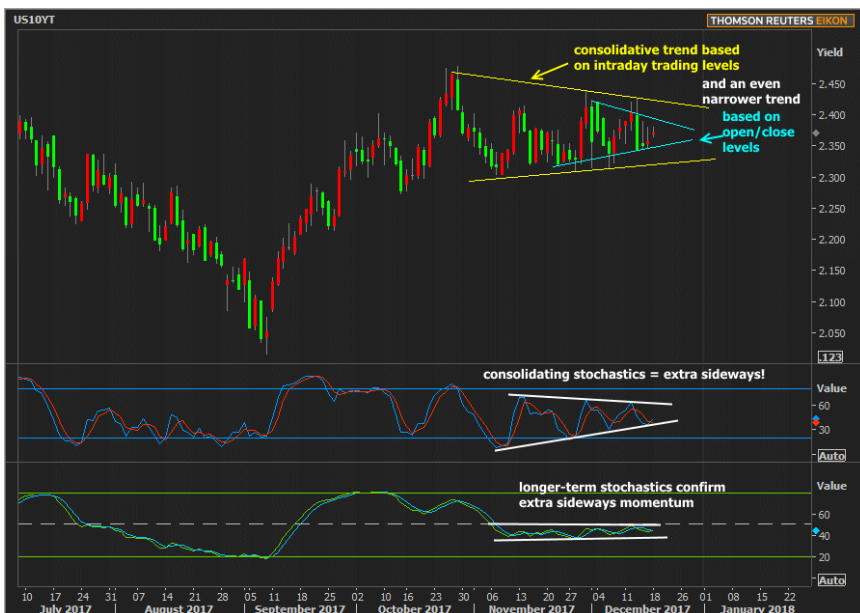 US10YT
THOMSON REUTERS EIKON
consolidative trend based
on intraday trading levels
Yield
and an even
narrower trend
based on
open/close
levels
2.450
2.400
2.350
2.300
2.250
2.200
2.150
2.100
2.050
.123
consolidating stochastics = extra sideways!
Value
60
30
Auto
longer-term stochastics confirm
extra sideways momentum
Value
60
40
20
Auto
10 17 24 31 07 14 21 28 05 11 18 25 02 09 16 23 30 06 13 20 27 04 11 18 26 01 08 15 22
July 2017 August 2017 September 2017 October 2017 November 2017 December 2017 January 2018